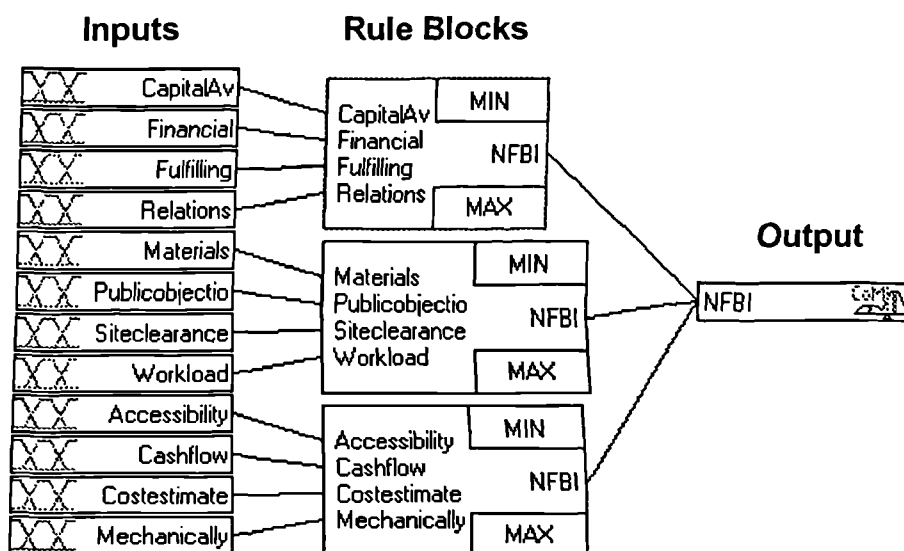 Inputs
Rule Blocks
Output
CapitalAv
Financial
Fulfilling
Relations
Materials
Publicobjectio
Siteclearance
Workload
Accessibility
Cashflow
Costestimate
Mechanically
MIN
CapitalAv
Financial
Fulfilling
Relations
NFBI
MAX
MIN
Materials
Publicobjectio
Siteclearance
Workload
NFBI
MAX
MIN
Accessibility
Cashflow
Costestimate
Mechanically
NFBI
MAX
NFBI